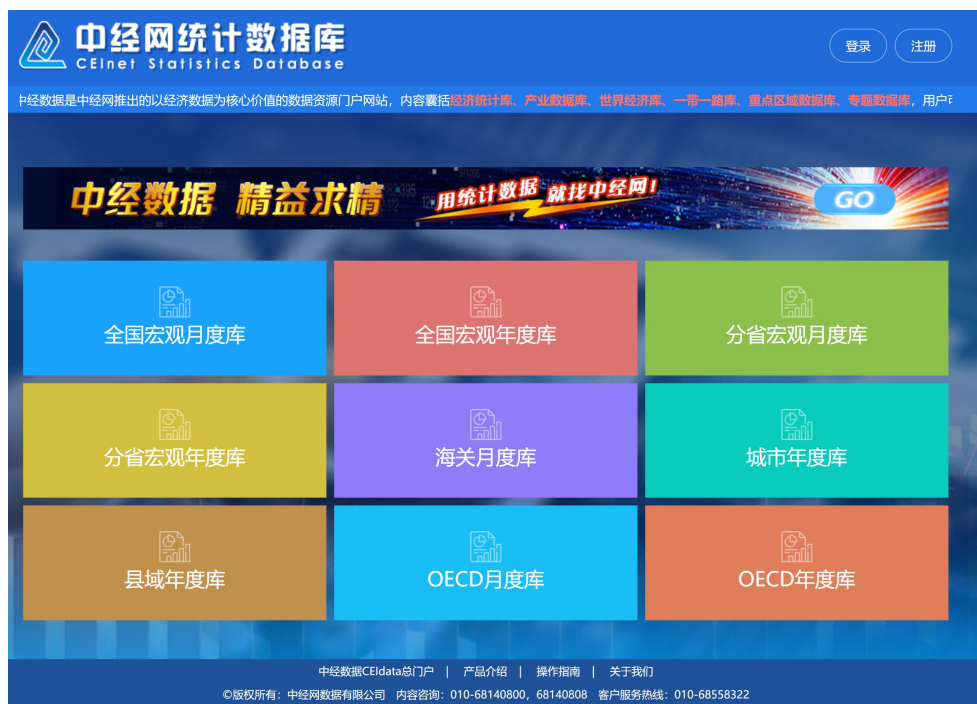 中经网统计数据库
CEInet Statistics Database
登录
注册
中经数据是中经网推出的以经济数据为核心价值的数据资源门户网站，内容囊括经济统计库、产业数据库、世界经济库、一带一路库、重点区域数据库、专题数据库，用户
中经数据 精益求精
用统计数据 就找中经网!
GO
全国宏观月度库
全国宏观年度库
分省宏观月度库
分省宏观年度库
海关月度库
城市年度库
县域年度库
OECD月度库
OECD年度库
中经数据CEIdata总门户 | 产品介绍 | 操作指南 | 关于我们
©版权所有：中经网数据有限公司 内容咨询：010-68140800，68140808 客户服务热线：010-68558322